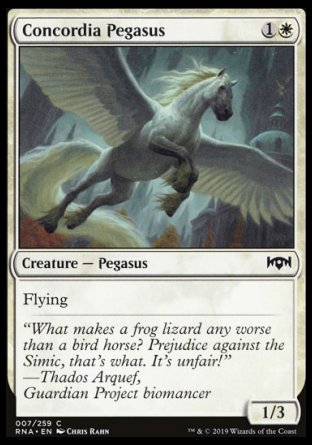 Concordia Pegasus 1
Creature — Pegasus
Flying
“What makes a frog lizard any worse
than a bird horse? Prejudice against the
Simic, that’s what. It’s unfair!”
—Thados Arquef,
Guardian Project biomancer
1/3
007/259 C
RNA • EN Chris Rahn ™ & © 2019 Wizards of the Coast